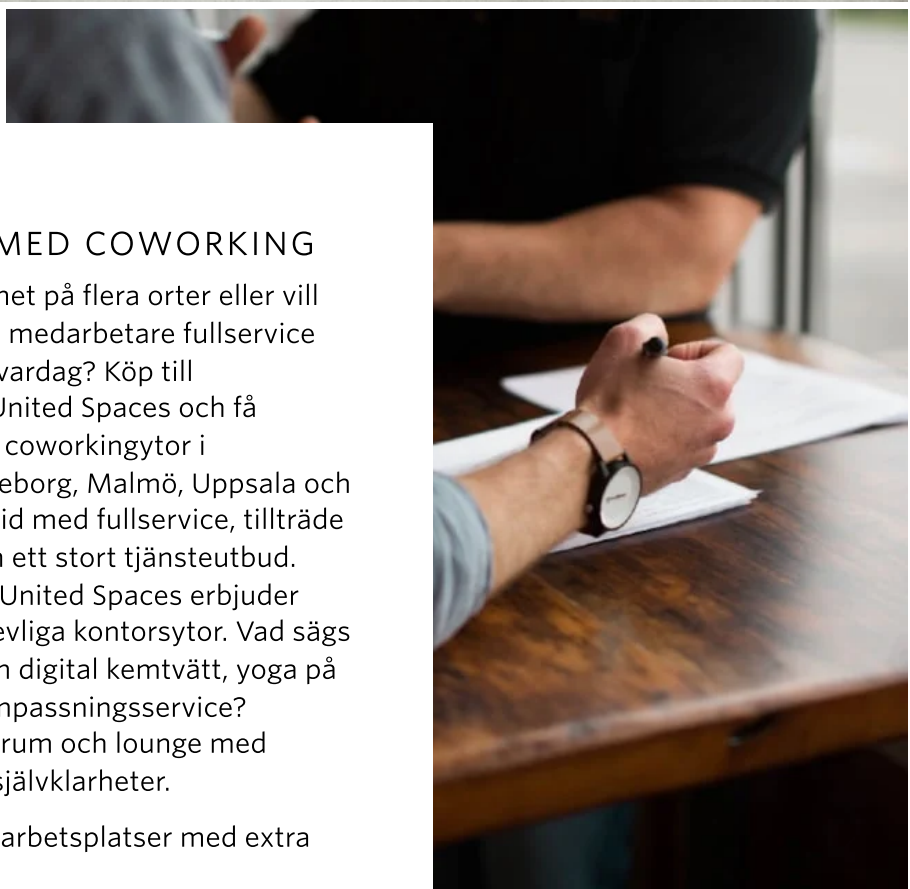 MED COWORKING
het på flera orter eller vill
medarbetare fullservice
vardag? Köp till
United Spaces och få
coworkingytor i
eborg, Malmö, Uppsala och
id med fullservice, tillträde
ett stort tjänsteutbud.
United Spaces erbjuder
evliga kontorsytor. Vad sägs
digital kemtvätt, yoga på
npassningsservice?
rum och lounge med
självklarheter.
arbetsplatser med extra